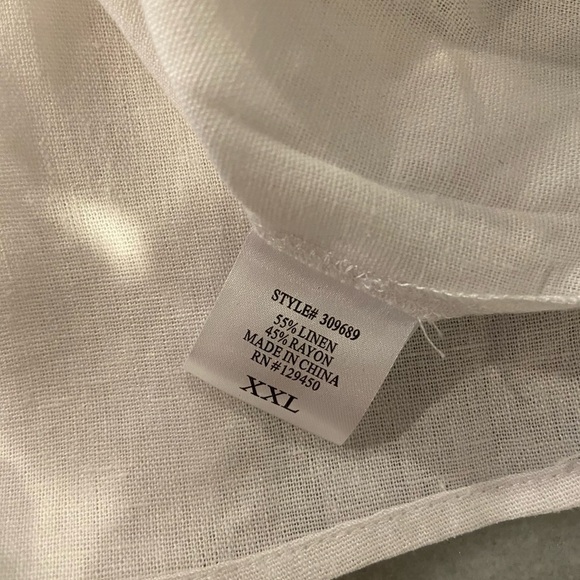 STYLE# 309689
55% LINEN
45% RAYON
MADE IN CHINA
RN #129450
XXL